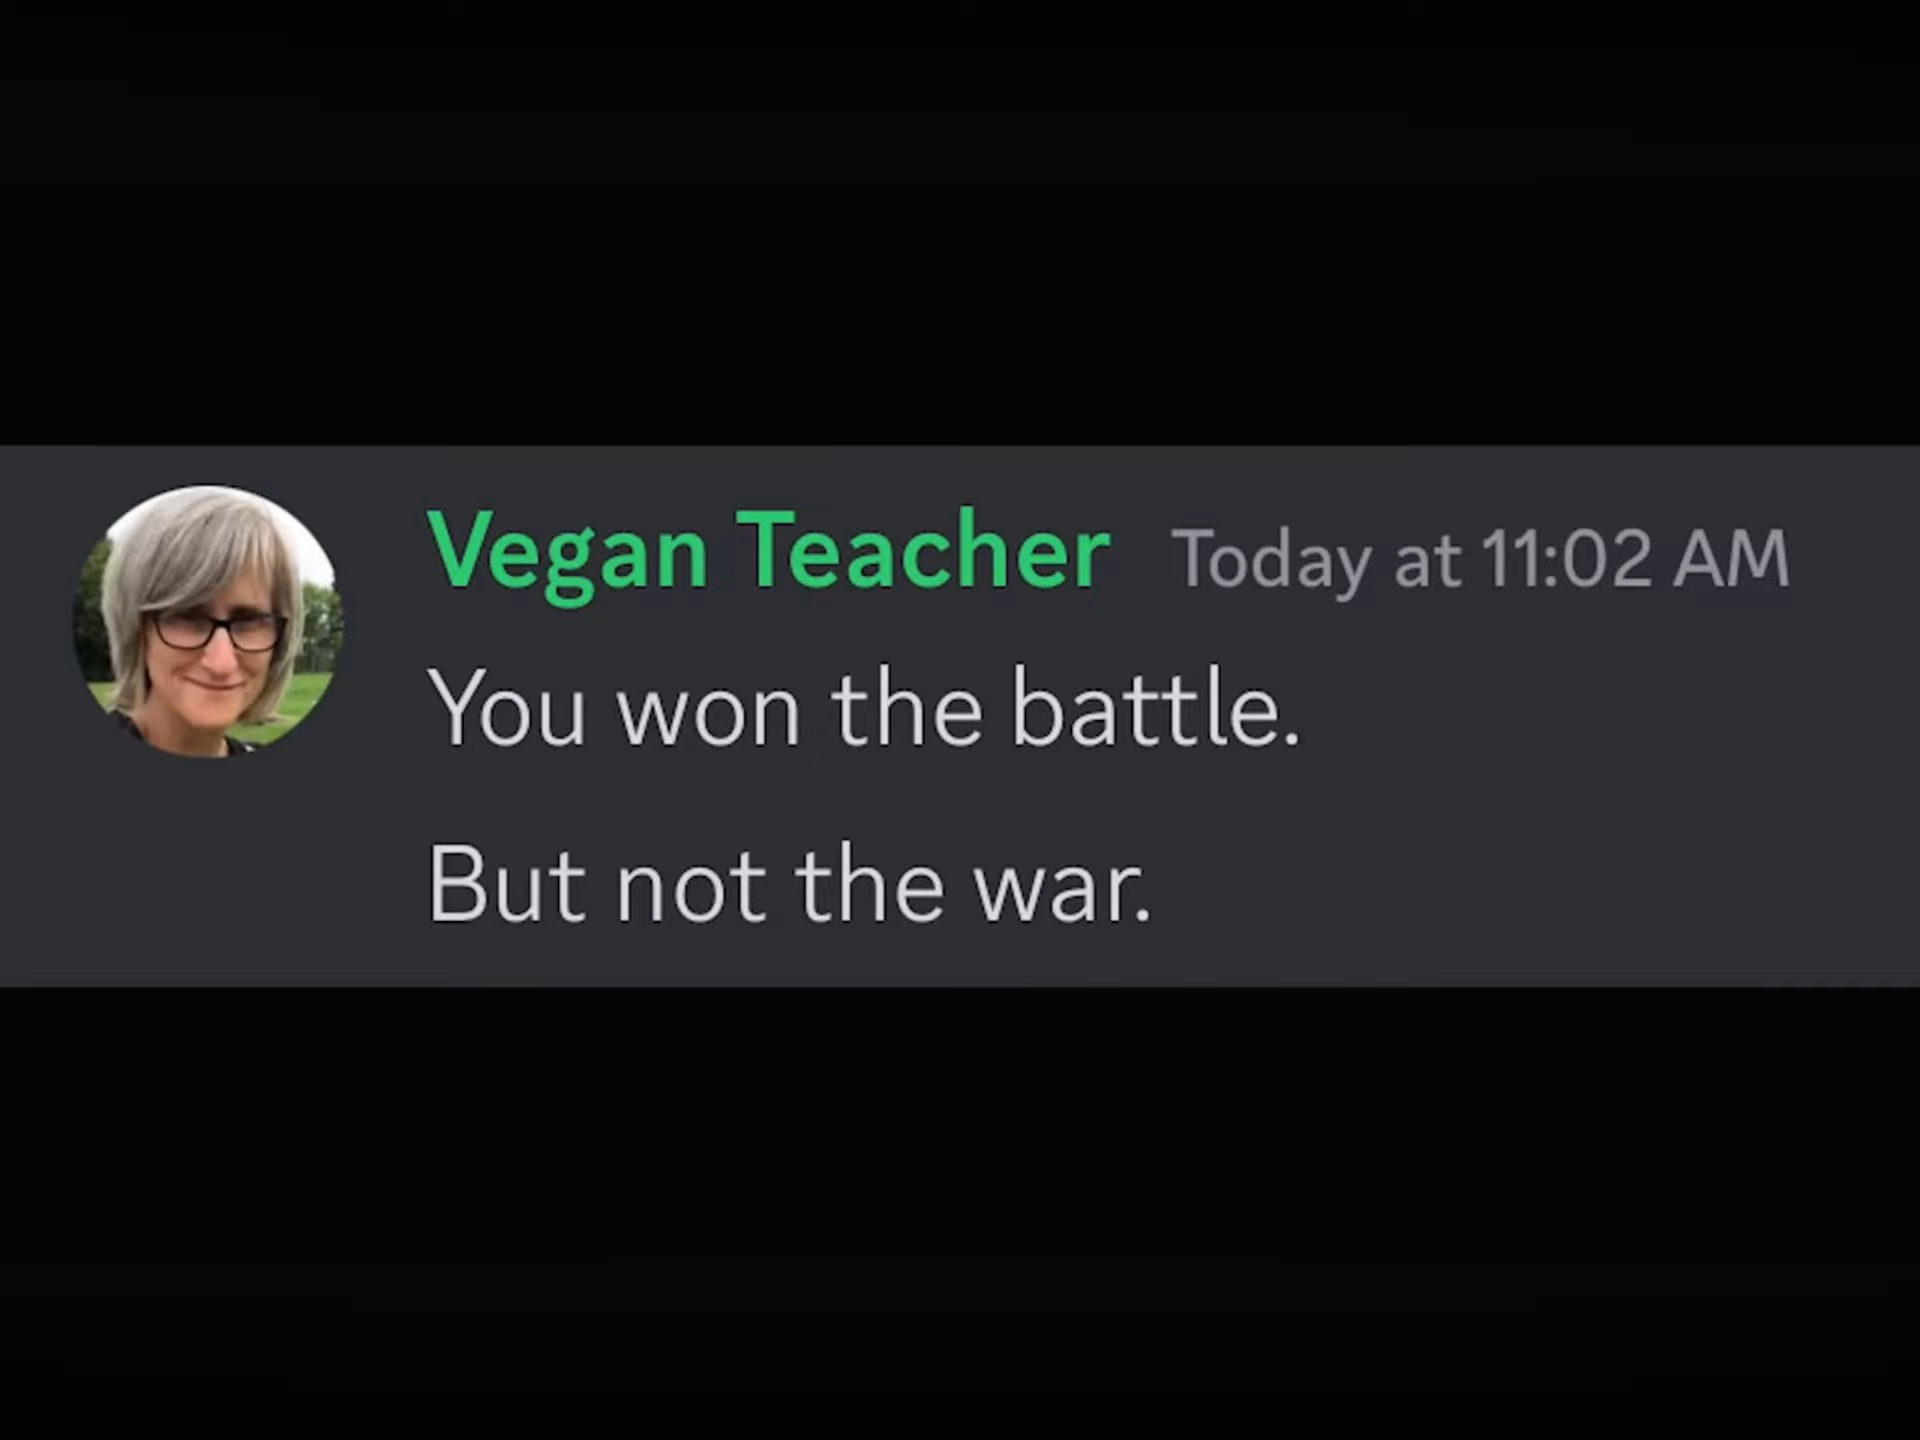 Vegan Teacher Today at 11:02 AM
You won the battle.
But not the war.